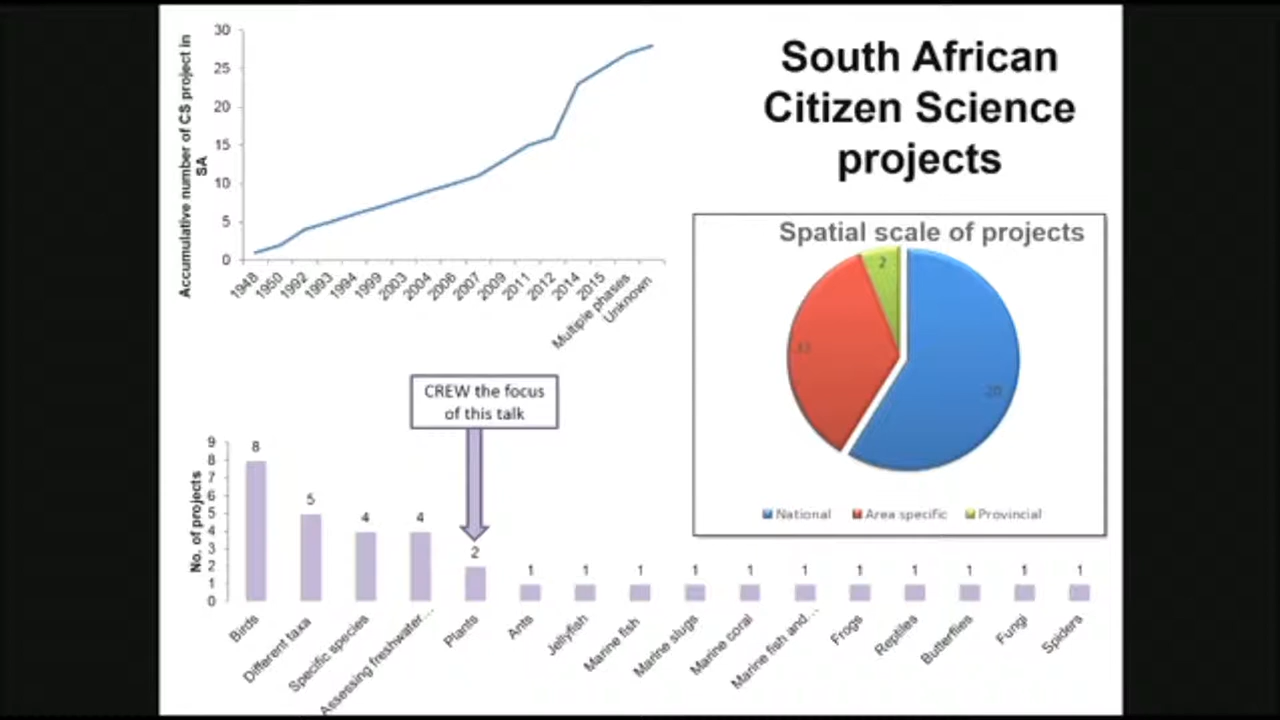 South African
Citizen Science
projects
Accumulative number of CS project in
SA
30
25
20
15
10
5
0
1948
1950
1992
1993
1994
1999
2003
2004
2006
2007
2009
2011
2012
2014
2015
Multiple phases
Unknown
Spatial scale of projects
2
20
National
Area specific
Provincial
CREW the focus
of this talk
No. of projects
9
8
7
6
5
4
3
2
1
0
8
5
4
4
2
1
1
1
1
1
1
1
1
1
1
1
Birds
Different taxa
Specific species
Assessing freshwater...
Plants
Ants
Jellyfish
Marine fish
Marine slugs
Marine coral
Marine fish and...
Frogs
Reptiles
Butterflies
Fungi
Spiders